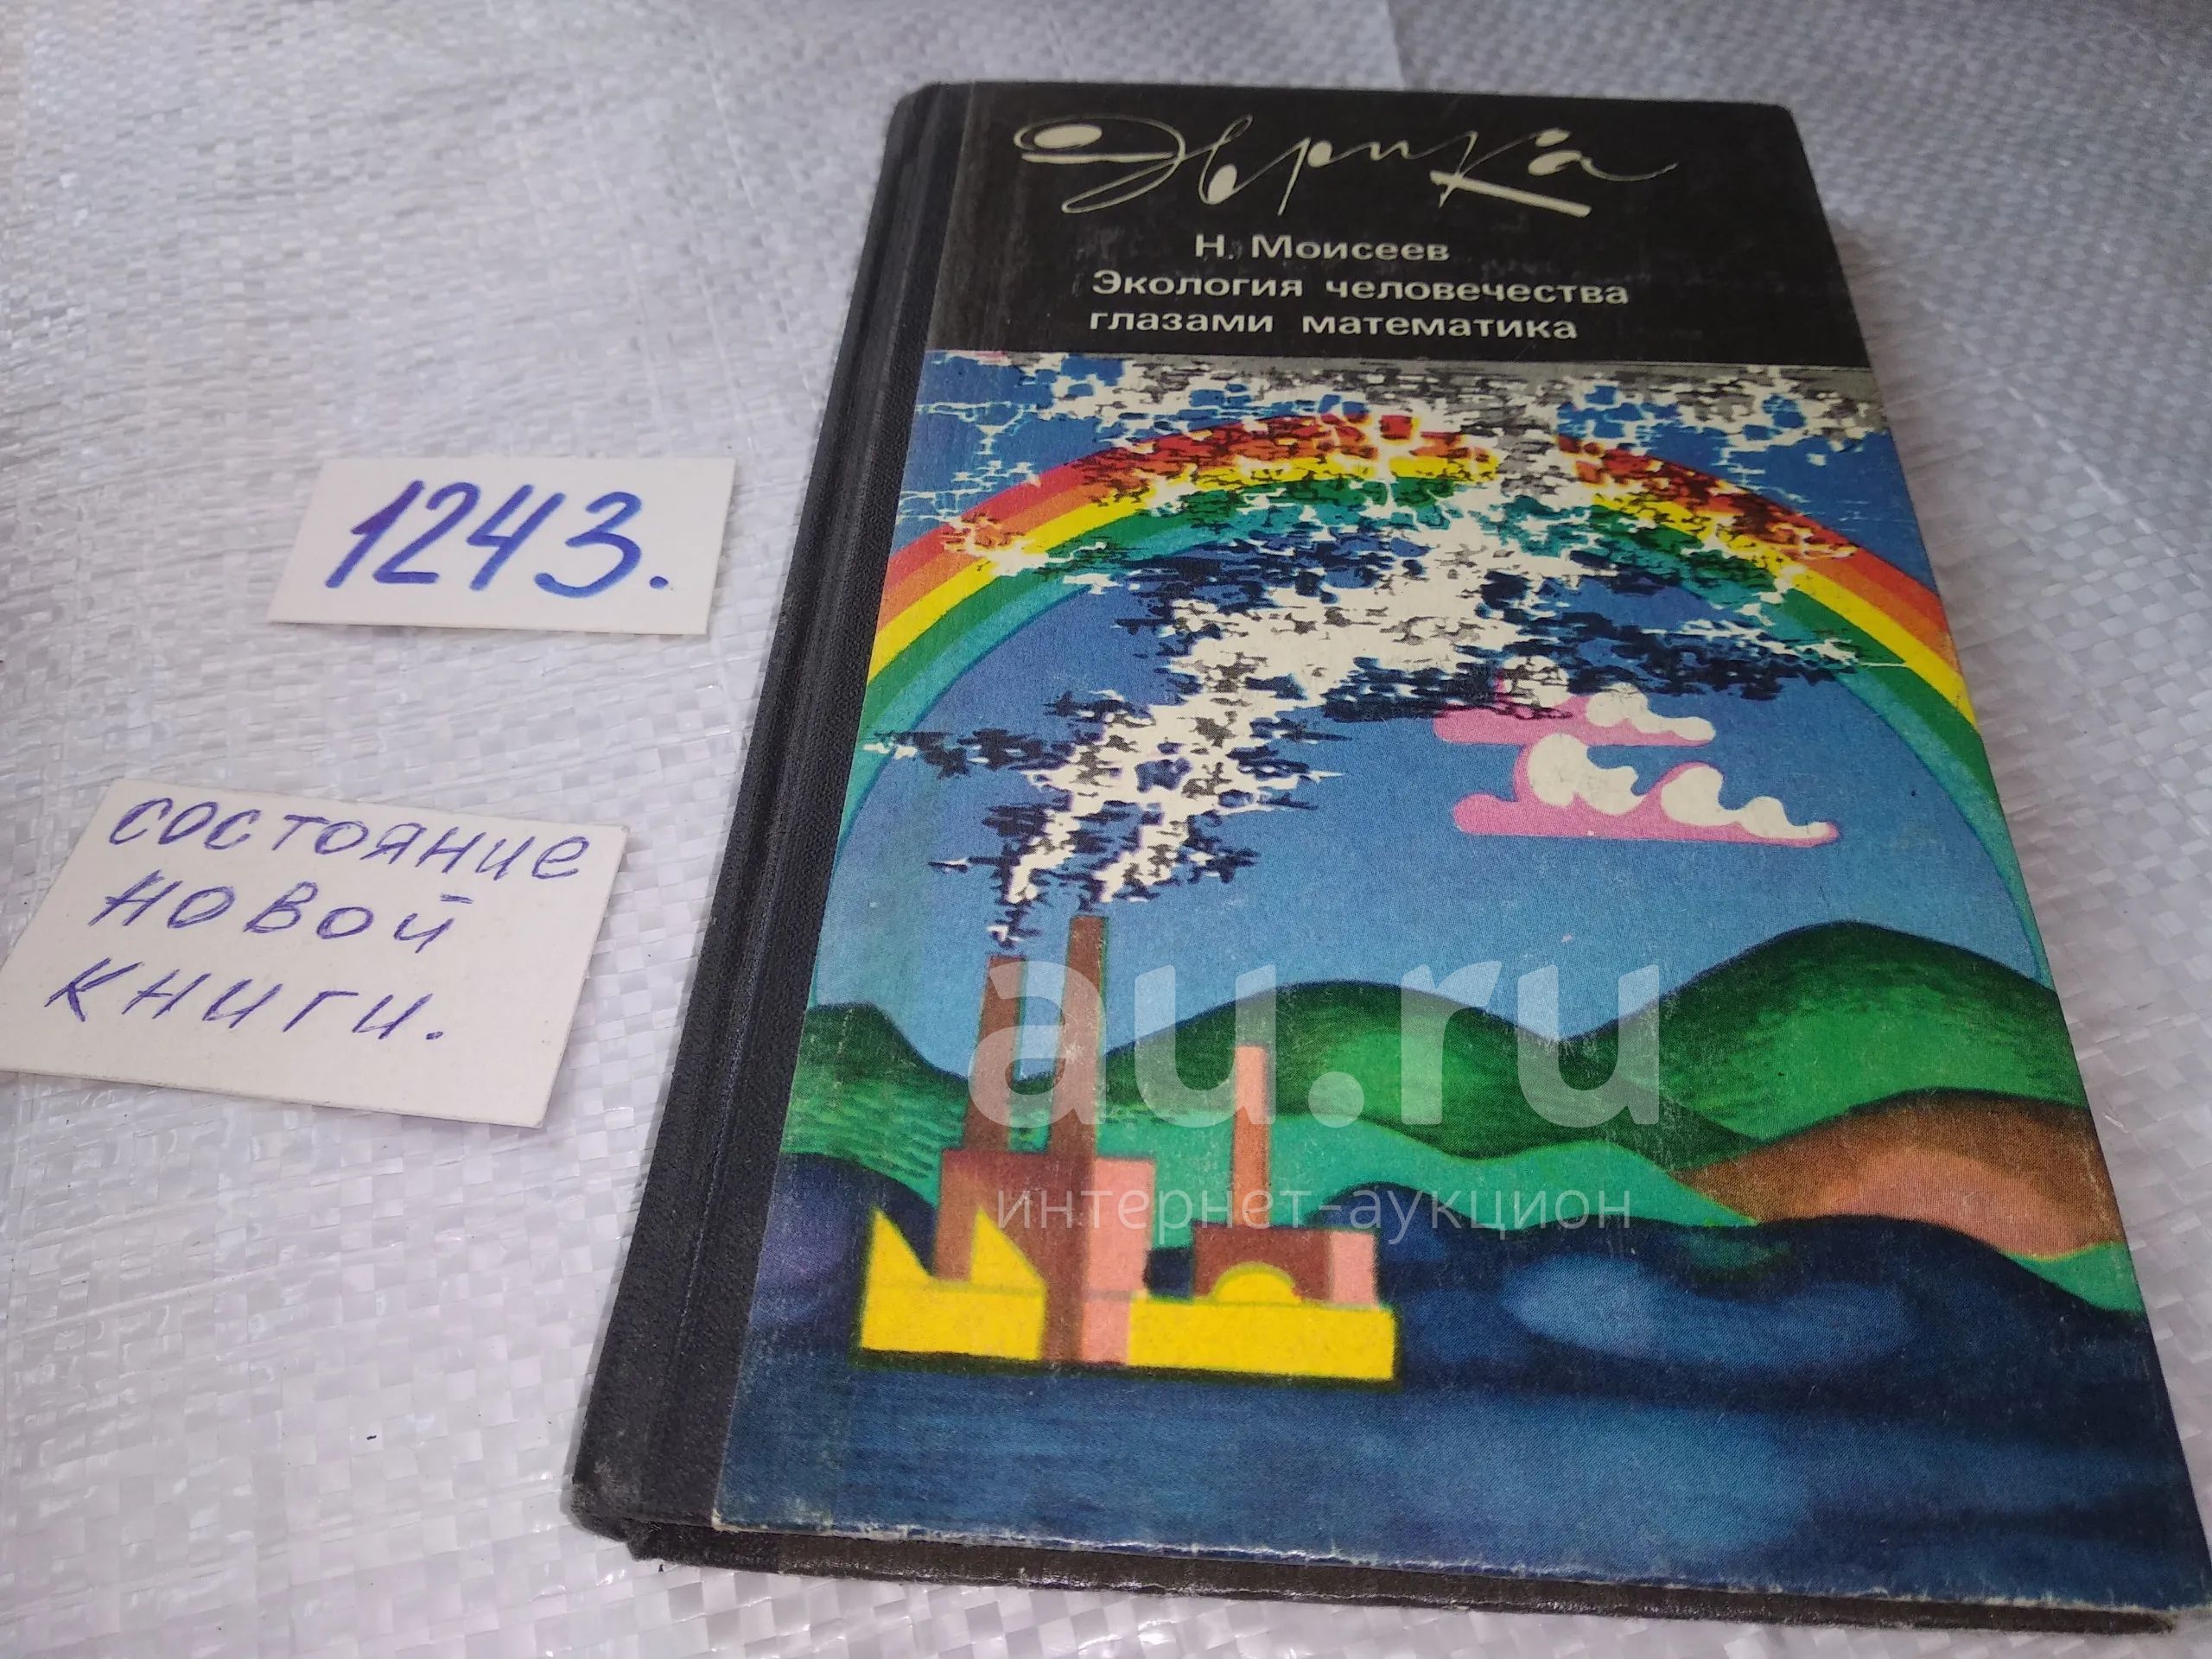 Эврика
Н. Моисеев
Экология человечества
глазами математика
1243.
состояние
новой
книги.
au.ru
интернет-аукцион